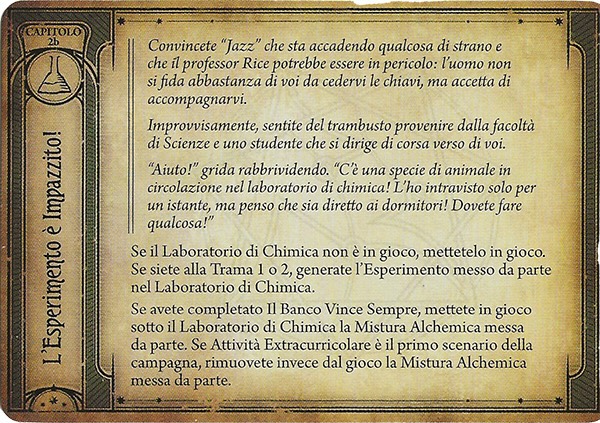 CAPITOLO
2b
L'Esperimento è Impazzito!
Convincete "Jazz" che sta accadendo qualcosa di strano e
che il professor Rice potrebbe essere in pericolo: l'uomo non
si fida abbastanza di voi da cedervi le chiavi, ma accetta di
accompagnarvi.
Improvvisamente, sentite del trambusto provenire dalla facoltà
di Scienze e uno studente che si dirige di corsa verso di voi.
"Aiuto!" grida rabbrividendo. "C'è una specie di animale in
circolazione nel laboratorio di chimica! L'ho intravisto solo per
un istante, ma penso che sia diretto ai dormitori! Dovete fare
qualcosa!"
Se il Laboratorio di Chimica non è in gioco, mettetelo in gioco.
Se siete alla Trama 1 o 2, generate l'Esperimento messo da parte
nel Laboratorio di Chimica.
Se avete completato Il Banco Vince Sempre, mettete in gioco
sotto il Laboratorio di Chimica la Mistura Alchemica messa
da parte. Se Attività Extracurricolare è il primo scenario della
campagna, rimuovete invece dal gioco la Mistura Alchemica
messa da parte.